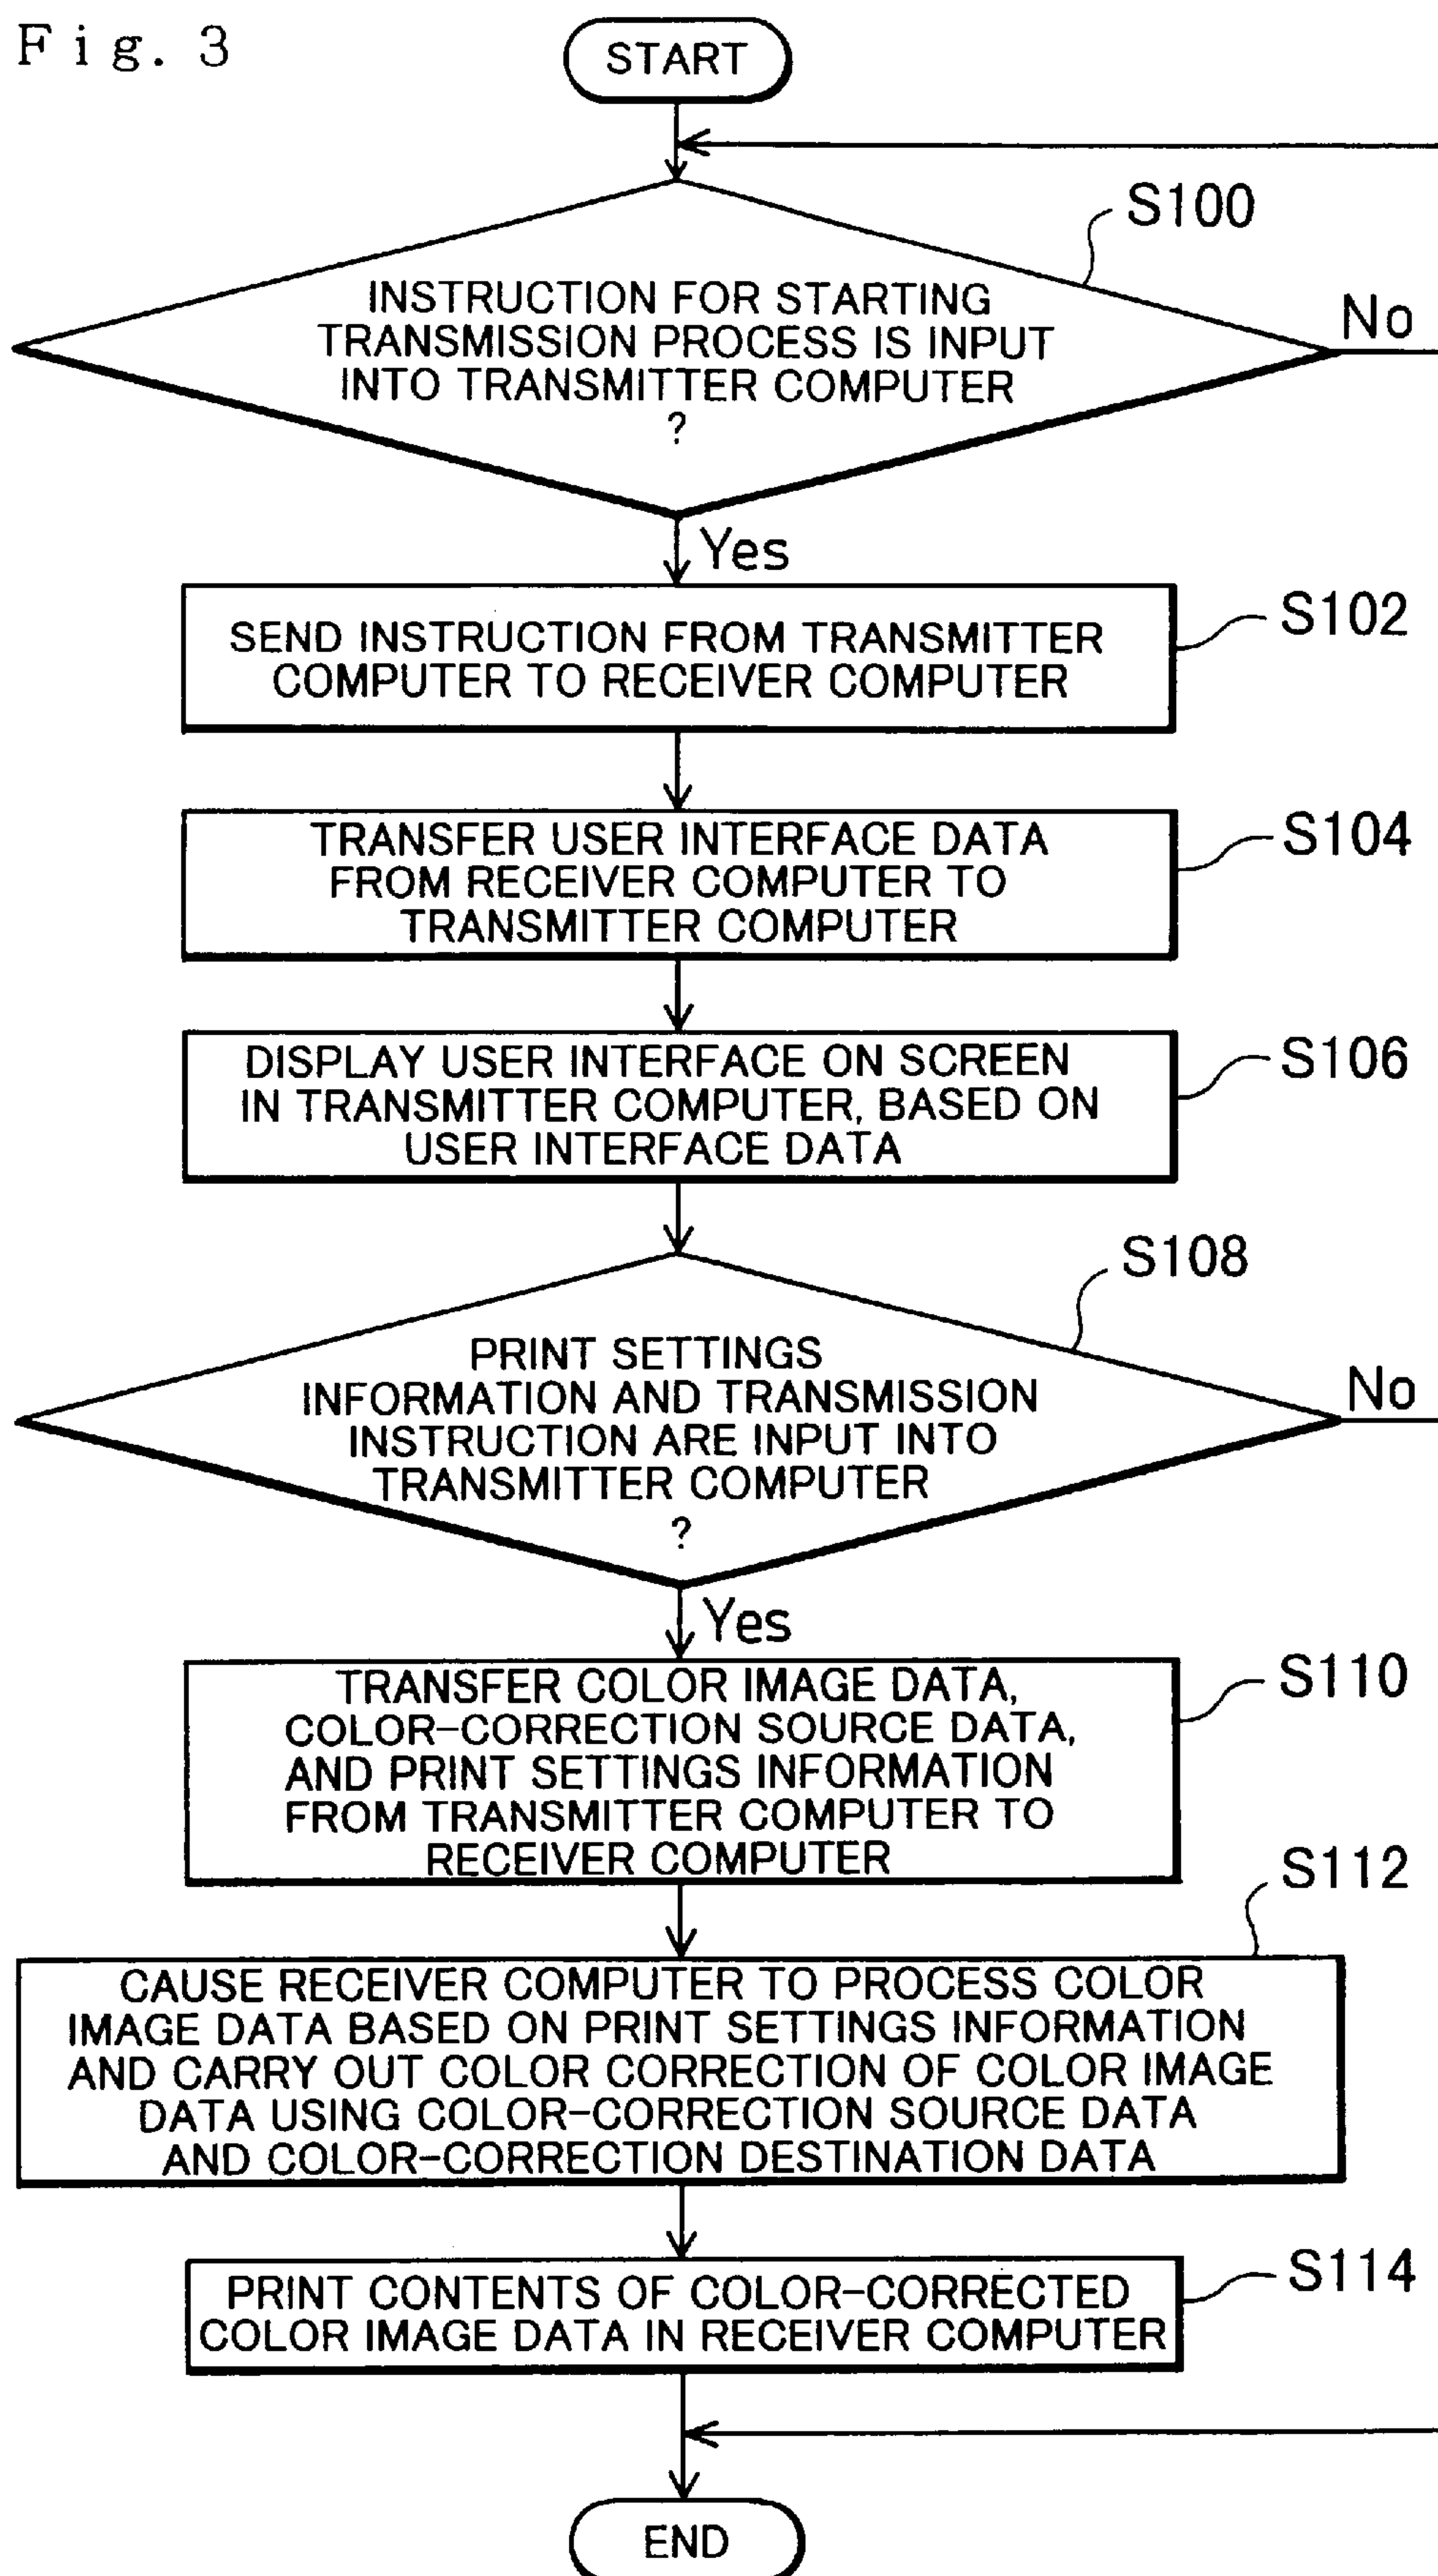 Fig. 3
START
S100
INSTRUCTION FOR STARTING
TRANSMISSION PROCESS IS INPUT
INTO TRANSMITTER COMPUTER
?
No
Yes
S102
SEND INSTRUCTION FROM TRANSMITTER
COMPUTER TO RECEIVER COMPUTER
S104
TRANSFER USER INTERFACE DATA
FROM RECEIVER COMPUTER TO
TRANSMITTER COMPUTER
S106
DISPLAY USER INTERFACE ON SCREEN
IN TRANSMITTER COMPUTER, BASED ON
USER INTERFACE DATA
S108
PRINT SETTINGS
INFORMATION AND TRANSMISSION
INSTRUCTION ARE INPUT INTO
TRANSMITTER COMPUTER
?
No
Yes
S110
TRANSFER COLOR IMAGE DATA,
COLOR-CORRECTION SOURCE DATA,
AND PRINT SETTINGS INFORMATION
FROM TRANSMITTER COMPUTER TO
RECEIVER COMPUTER
S112
CAUSE RECEIVER COMPUTER TO PROCESS COLOR
IMAGE DATA BASED ON PRINT SETTINGS INFORMATION
AND CARRY OUT COLOR CORRECTION OF COLOR IMAGE
DATA USING COLOR-CORRECTION SOURCE DATA
AND COLOR-CORRECTION DESTINATION DATA
S114
PRINT CONTENTS OF COLOR-CORRECTED
COLOR IMAGE DATA IN RECEIVER COMPUTER
END